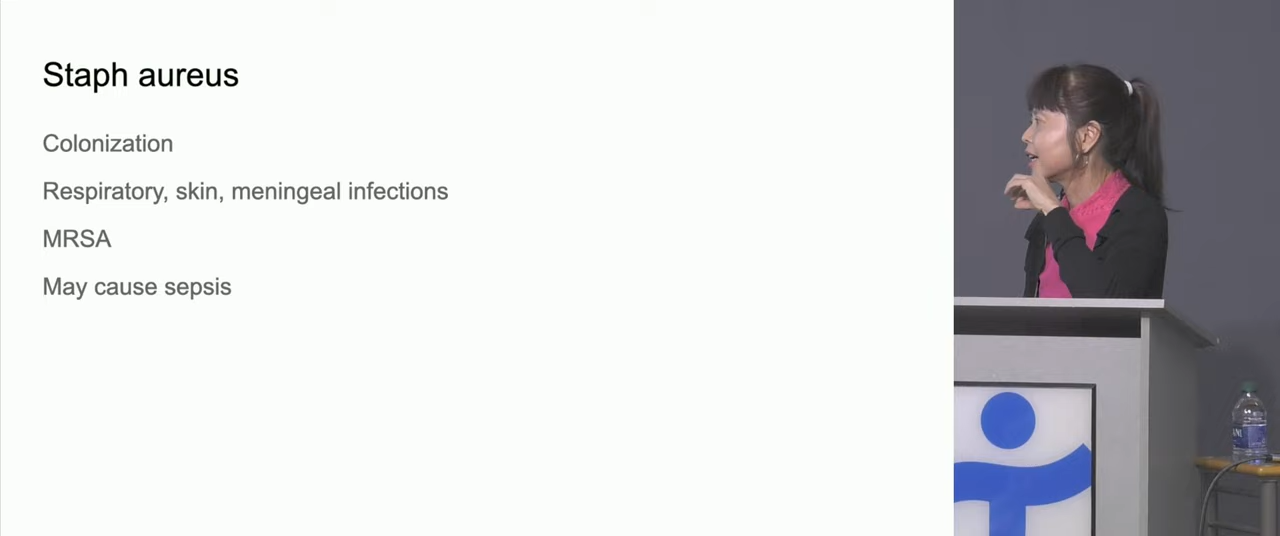 Staph aureus
Colonization
Respiratory, skin, meningeal infections
MRSA
May cause sepsis